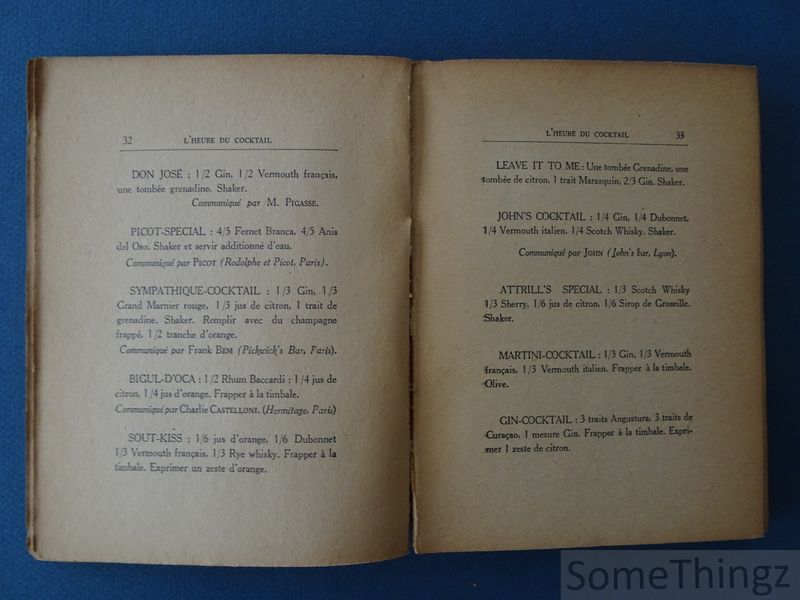 32 L'HEURE DU COCKTAIL
DON JOSÉ : 1/2 Gin, 1/2 Vermouth français,
une tombée grenadine, Shaker.
Communiqué par M. PIGASSE.
PICOT-SPECIAL : 4/5 Fernet Branca, 4/5 Anis
del Oso. Shaker et servir additionné d'eau.
Communiqué par PICOT (Rodolphe et Picot, Paris).
SYMPATHIQUE-COCKTAIL : 1/3 Gin, 1/3
Grand Marnier rouge, 1/3 jus de citron, 1 trait de
grenadine. Shaker. Remplir avec du champagne
frappé, 1/2 tranche d'orange.
Communiqué par Frank BEM (Pickwick's Bar, Paris).
BIGUL-D'OCA : 1/2 Rhum Baccardi : 1/4 jus de
citron, 1/4 jus d'orange. Frapper à la timbale.
Communiqué par Charlie CASTELLONI. (Hermitage, Paris)
SOUT-KISS : 1/6 jus d'orange, 1/6 Dubonnet
1/3 Vermouth français, 1/3 Rye whisky. Frapper à la
timbale. Exprimer un zeste d'orange.
L'HEURE DU COCKTAIL 33
LEAVE IT TO ME : Une tombée Grenadine, une
tombée de citron, 1 trait Marasquin, 2/3 Gin. Shaker.
JOHN'S COCKTAIL : 1/4 Gin, 1/4 Dubonnet,
1/4 Vermouth italien, 1/4 Scotch Whisky. Shaker.
Communiqué par JOHN (John's bar, Lyon).
ATTRILL'S SPECIAL : 1/3 Scotch Whisky
1/3 Sherry, 1/6 jus de citron, 1/6 Sirop de Groseille.
Shaker.
MARTINI-COCKTAIL : 1/3 Gin, 1/3 Vermouth
français, 1/3 Vermouth italien. Frapper à la timbale.
Olive.
GIN-COCKTAIL : 3 traits Angustura, 3 traits de
Curaçao, 1 mesure Gin. Frapper à la timbale. Expri-
mer 1 zeste de citron.
SomeThingz